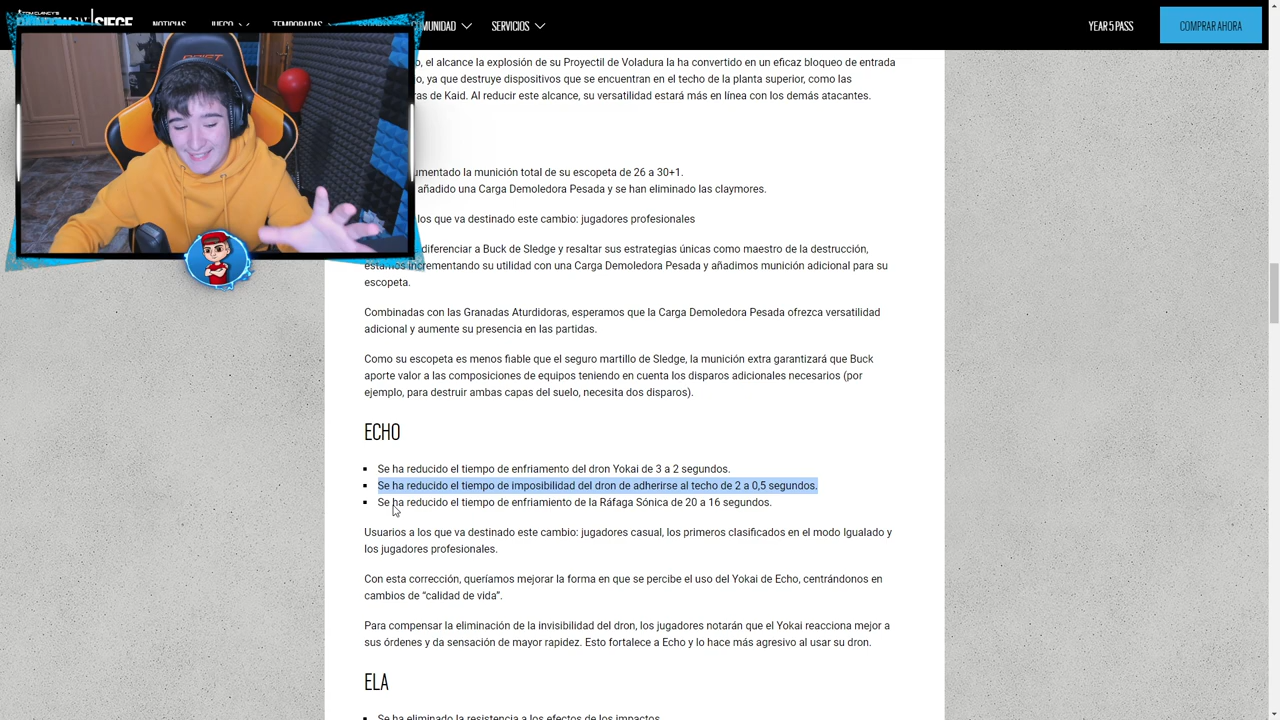 NOTICIAS JUEGO TEMPORADAS COMUNIDAD SERVICIOS YEAR 5 PASS COMPRAR AHORA
SIEGE
el alcance la explosión de su Proyectil de Voladura la ha convertido en un eficaz bloqueo de entrada
ya que destruye dispositivos que se encuentran en el techo de la planta superior, como las
de Kaid. Al reducir este alcance, su versatilidad estará más en línea con los demás atacantes.
la munición total de su escopeta de 26 a 30+1.
añadido una Carga Demoledora Pesada y se han eliminado las claymores.
los que va destinado este cambio: jugadores profesionales
diferenciar a Buck de Sledge y resaltar sus estrategias únicas como maestro de la destrucción,
estamos incrementando su utilidad con una Carga Demoledora Pesada y añadimos munición adicional para su
escopeta.
Combinadas con las Granadas Aturdidoras, esperamos que la Carga Demoledora Pesada ofrezca versatilidad
adicional y aumente su presencia en las partidas.
Como su escopeta es menos fiable que el seguro martillo de Sledge, la munición extra garantizará que Buck
aporte valor a las composiciones de equipos teniendo en cuenta los disparos adicionales necesarios (por
ejemplo, para destruir ambas capas del suelo, necesita dos disparos).
ECHO
▪ Se ha reducido el tiempo de enfriamento del dron Yokai de 3 a 2 segundos.
▪ Se ha reducido el tiempo de imposibilidad del dron de adherirse al techo de 2 a 0,5 segundos.
▪ Se ha reducido el tiempo de enfriamiento de la Ráfaga Sónica de 20 a 16 segundos.
Usuarios a los que va destinado este cambio: jugadores casual, los primeros clasificados en el modo Igualado y
los jugadores profesionales.
Con esta corrección, queríamos mejorar la forma en que se percibe el uso del Yokai de Echo, centrándonos en
cambios de “calidad de vida”.
Para compensar la eliminación de la invisibilidad del dron, los jugadores notarán que el Yokai reacciona mejor a
sus órdenes y da sensación de mayor rapidez. Esto fortalece a Echo y lo hace más agresivo al usar su dron.
ELA
▪ Se ha eliminado la resistencia a los efectos de los impactos.